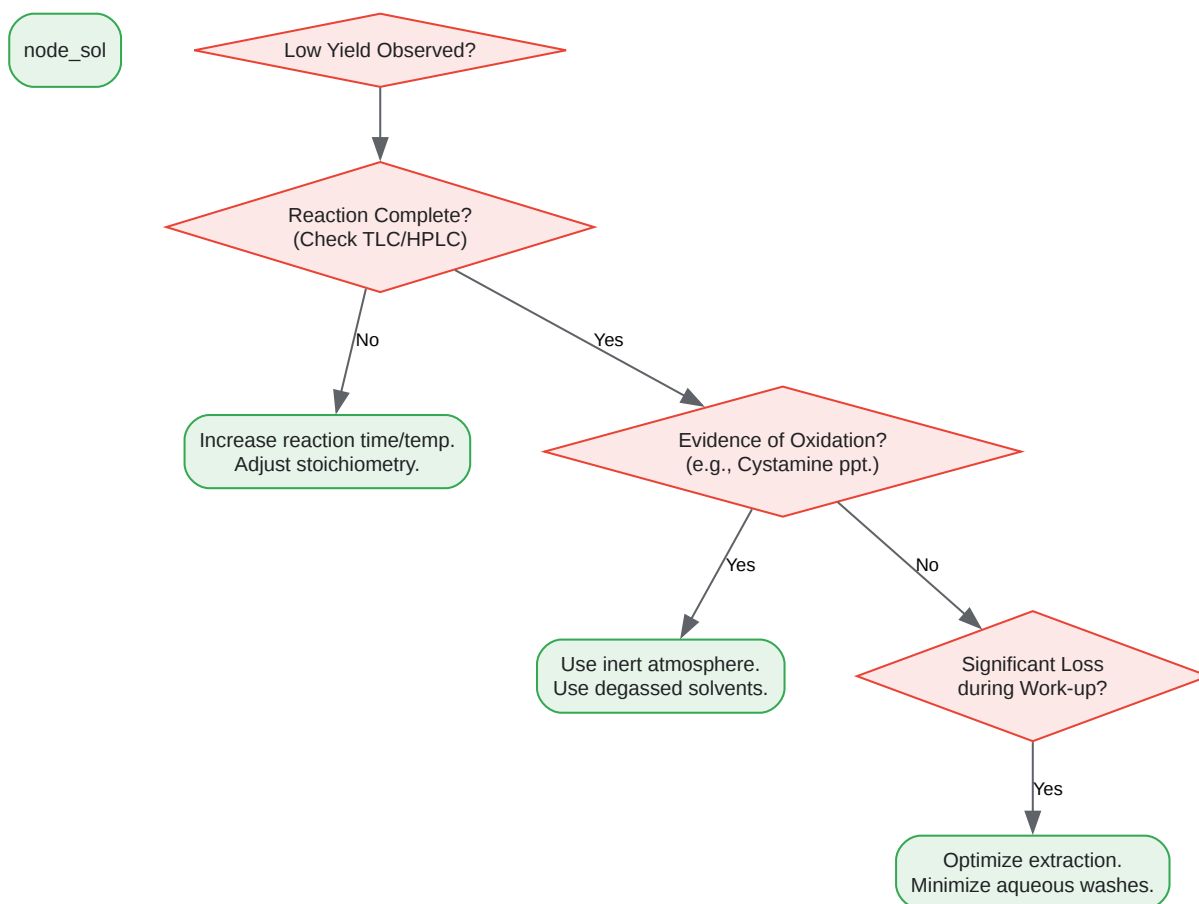 node_sol
Low Yield Observed?
Reaction Complete?
(Check TLC/HPLC)
No
Yes
Increase reaction time/temp.
Adjust stoichiometry.
Evidence of Oxidation?
(e.g., Cystamine ppt.)
Yes
No
Use inert atmosphere.
Use degassed solvents.
Significant Loss
during Work-up?
Yes
Optimize extraction.
Minimize aqueous washes.